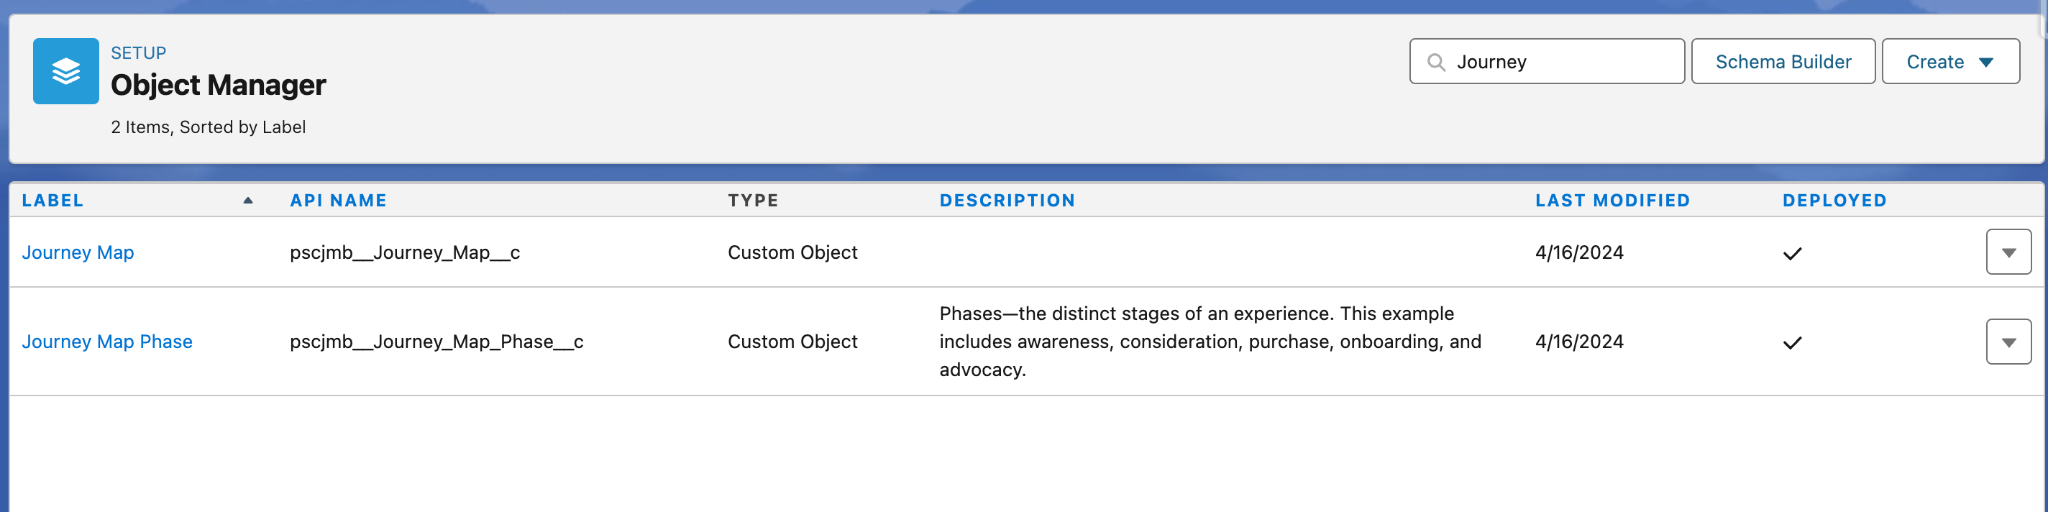 SETUP
Object Manager
2 Items, Sorted by Label
Journey
Schema Builder
Create
LABEL API NAME TYPE DESCRIPTION LAST MODIFIED DEPLOYED
Journey Map pscjmb__Journey_Map__c Custom Object 4/16/2024
Phases—the distinct stages of an experience. This example
Journey Map Phase pscjmb__Journey_Map_Phase__c Custom Object includes awareness, consideration, purchase, onboarding, and 4/16/2024
advocacy.